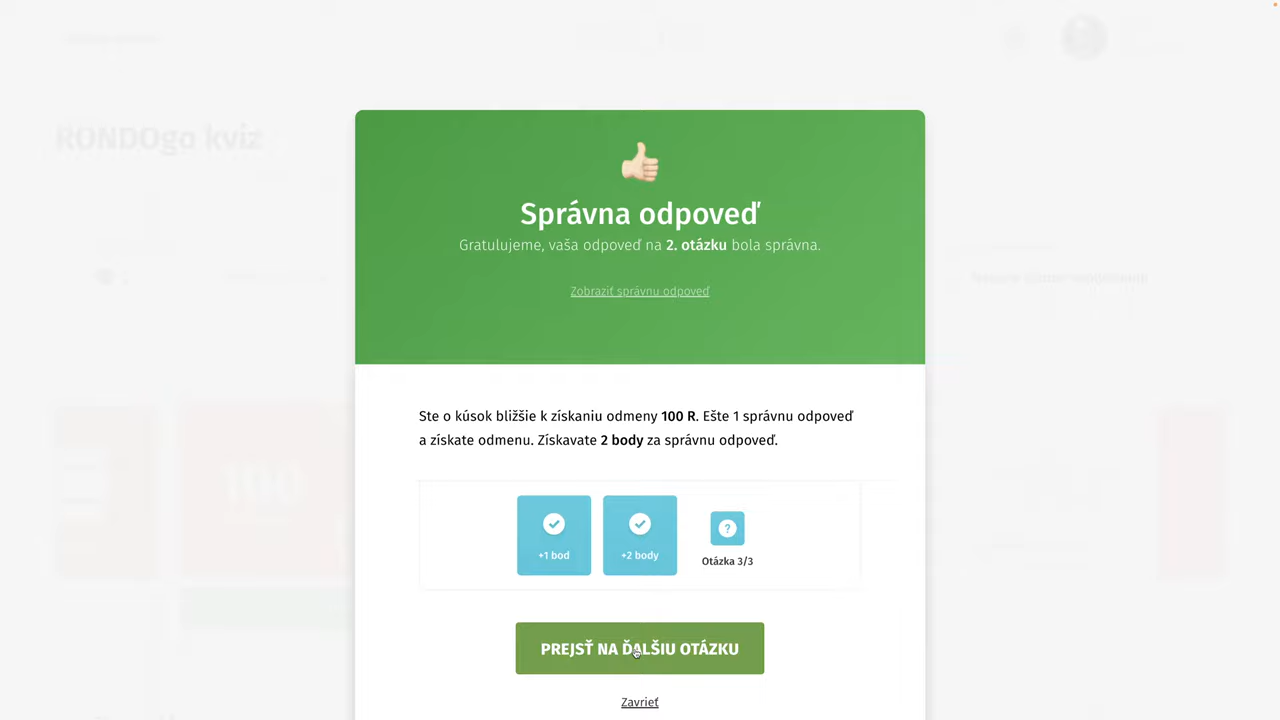 RONDOgo kvíz
Správna odpoveď
Gratulujeme, vaša odpoveď na 2. otázku bola správna.
Zobraziť správnu odpoveď
Ste o kúsok bližšie k získaniu odmeny 100 R. Ešte 1 správnu odpoveď
a získate odmenu. Získavate 2 body za správnu odpoveď.
+1 bod
+2 body
?
Otázka 3/3
100
PREJSŤ NA ĎALŠIU OTÁZKU
Zavrieť